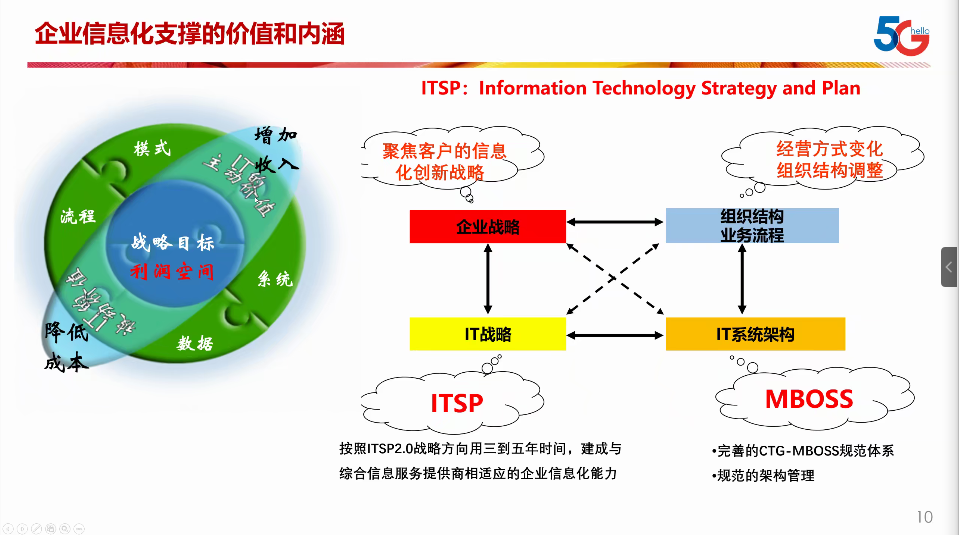 企业信息化支撑的价值和内涵
5G hello
ITSP：Information Technology Strategy and Plan
增加
收入
模式
IT的
主动价值
流程
战略目标
利润空间
系统
IT的
被动价值
降低
成本
数据
聚焦客户的信息
化创新战略
经营方式变化
组织结构调整
企业战略
组织结构
业务流程
IT战略
IT系统架构
ITSP
MBOSS
按照ITSP2.0战略方向用三到五年时间，建成与
综合信息服务提供商相适应的企业信息化能力
•完善的CTG-MBOSS规范体系
•规范的架构管理
10